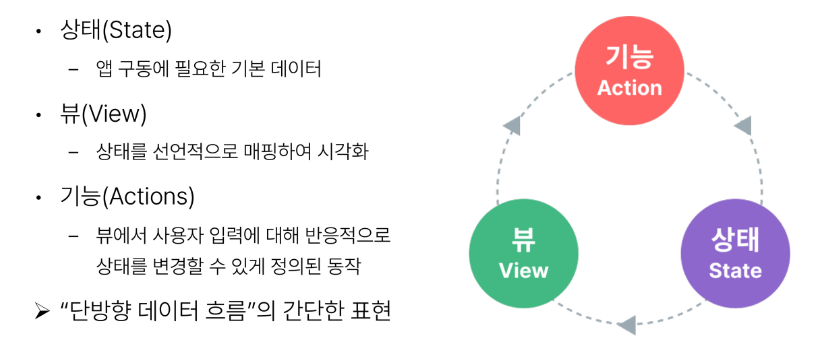 • 상태(State)
– 앱 구동에 필요한 기본 데이터
• 뷰(View)
– 상태를 선언적으로 매핑하여 시각화
• 기능(Actions)
– 뷰에서 사용자 입력에 대해 반응적으로
상태를 변경할 수 있게 정의된 동작
➢ “단방향 데이터 흐름”의 간단한 표현
기능
Action
뷰
View
상태
State